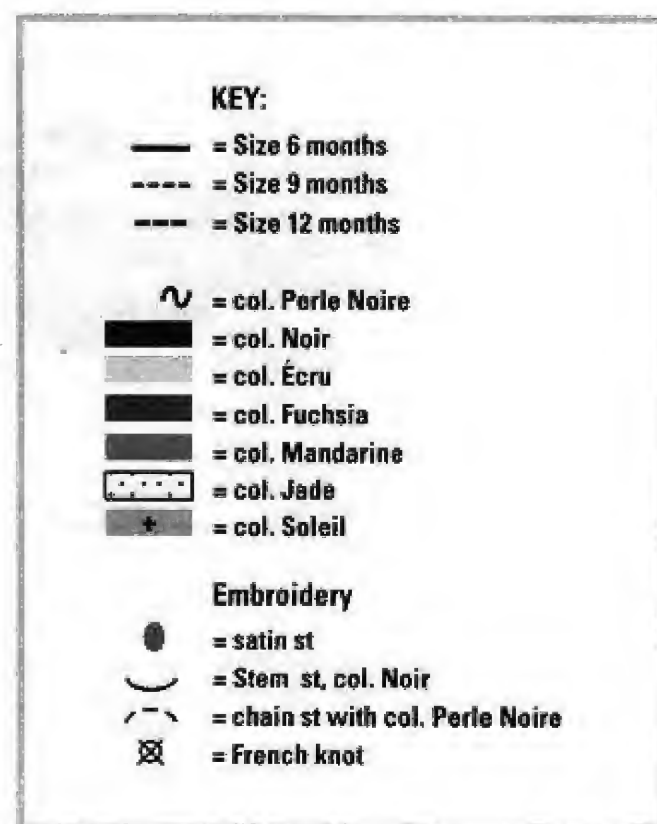 KEY:
= Size 6 months
= Size 9 months
= Size 12 months
= col. Perle Noire
= col. Noir
= col. Écru
= col. Fuchsia
= col. Mandarine
= col. Jade
+ = col. Soleil
Embroidery
= satin st
= Stem st, col. Noir
= chain st with col. Perle Noire
= French knot